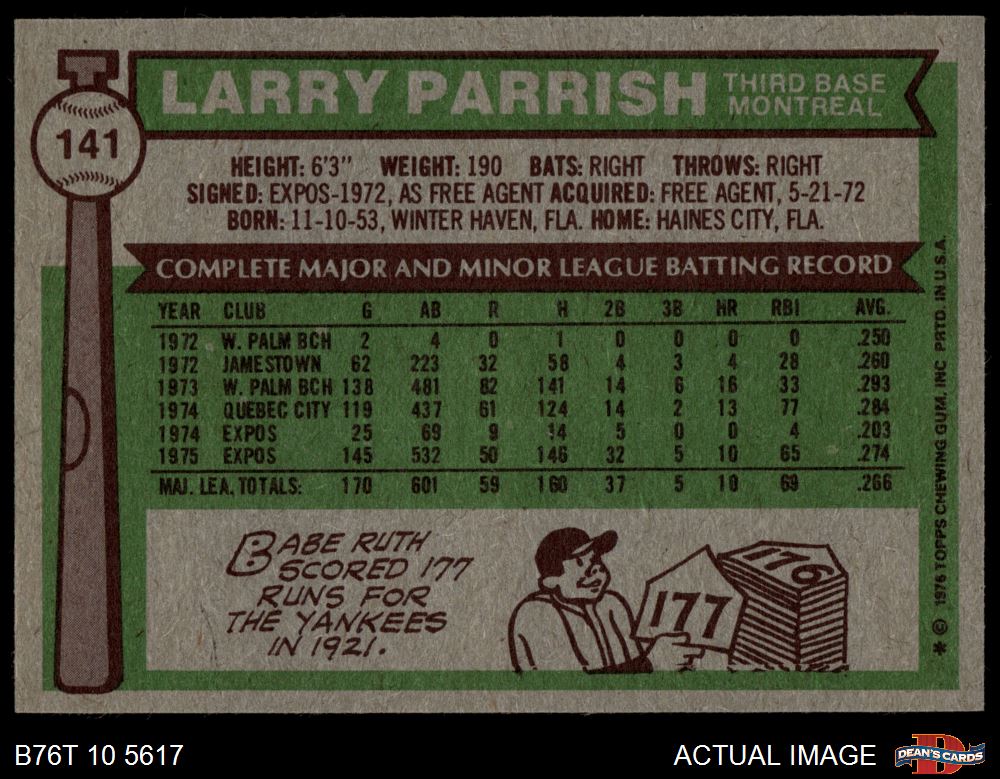 141
LARRY PARRISH THIRD BASE MONTREAL
HEIGHT: 6'3" WEIGHT: 190 BATS: RIGHT THROWS: RIGHT
SIGNED: EXPOS-1972, AS FREE AGENT ACQUIRED: FREE AGENT, 5-21-72
BORN: 11-10-53, WINTER HAVEN, FLA. HOME: HAINES CITY, FLA.
COMPLETE MAJOR AND MINOR LEAGUE BATTING RECORD
YEAR CLUB G AB R H 2B 3B HR RBI AVG.
1972 W. PALM BCH 2 4 0 1 0 0 0 0 .250
1972 JAMESTOWN 62 223 32 58 4 3 4 28 .260
1973 W. PALM BCH 138 481 82 141 14 6 16 33 .293
1974 QUEBEC CITY 119 437 61 124 14 2 13 77 .284
1974 EXPOS 25 69 9 14 5 0 0 4 .203
1975 EXPOS 145 532 50 146 32 5 10 65 .274
MAJ. LEA. TOTALS: 170 601 59 160 37 5 10 69 .266
BABE RUTH
SCORED 177
RUNS FOR
THE YANKEES
IN 1921.
177
176
* © 1976 TOPPS CHEWING GUM, INC PRTD. IN U.S.A.
B76T 10 5617
ACTUAL IMAGE
D
DEAN'S CARDS